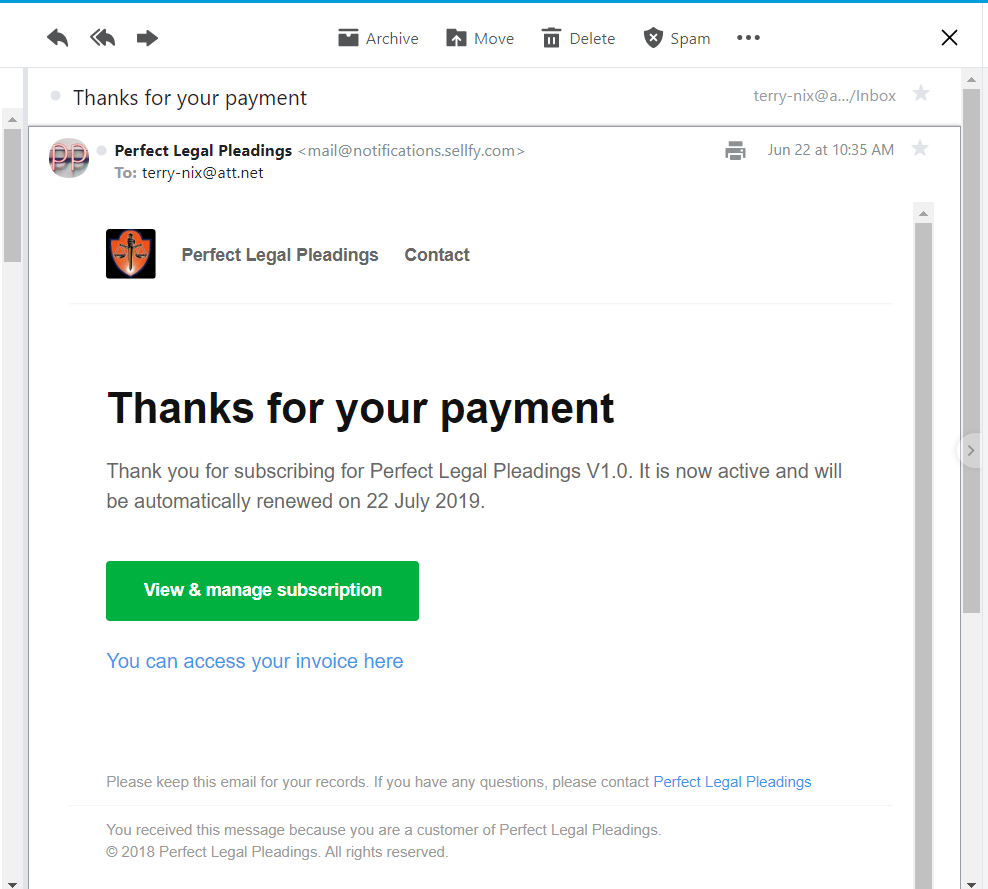 Archive Move Delete Spam
Thanks for your payment terry-nix@a.../Inbox
PP Perfect Legal Pleadings <mail@notifications.sellfy.com> Jun 22 at 10:35 AM
To: terry-nix@att.net
Perfect Legal Pleadings Contact
Thanks for your payment
Thank you for subscribing for Perfect Legal Pleadings V1.0. It is now active and will
be automatically renewed on 22 July 2019.
View & manage subscription
You can access your invoice here
Please keep this email for your records. If you have any questions, please contact Perfect Legal Pleadings
You received this message because you are a customer of Perfect Legal Pleadings.
© 2018 Perfect Legal Pleadings. All rights reserved.